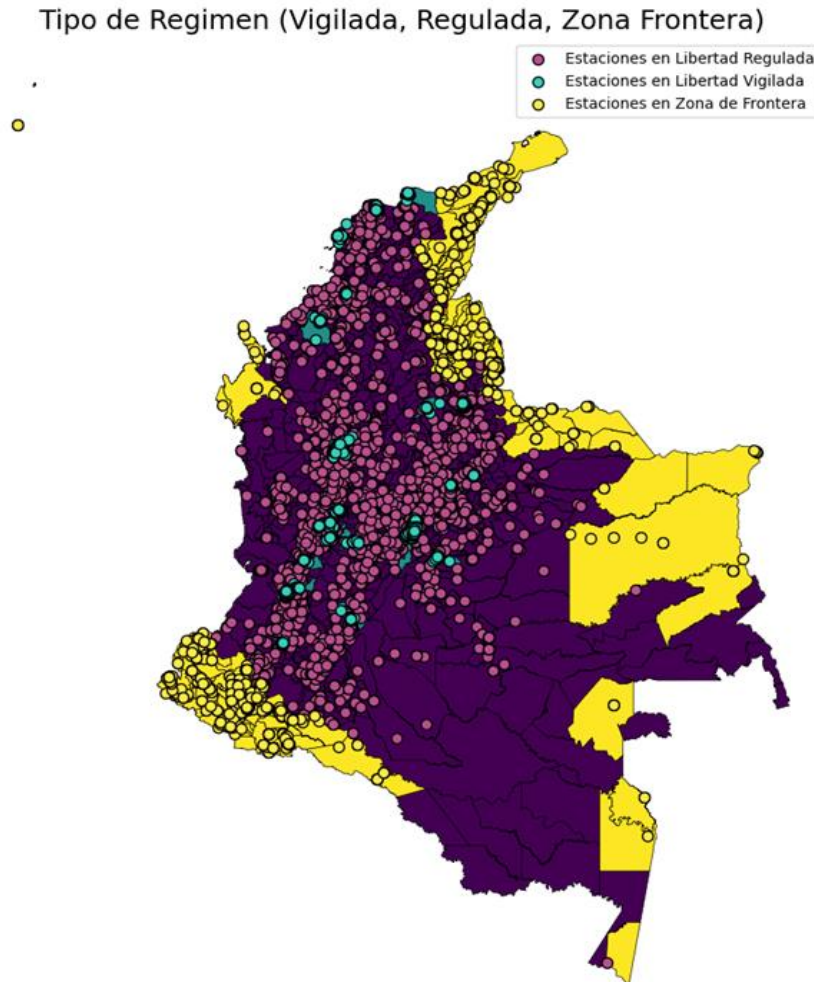 Tipo de Regimen (Vigilada, Regulada, Zona Frontera)
Estaciones en Libertad Regulada
Estaciones en Libertad Vigilada
Estaciones en Zona de Frontera